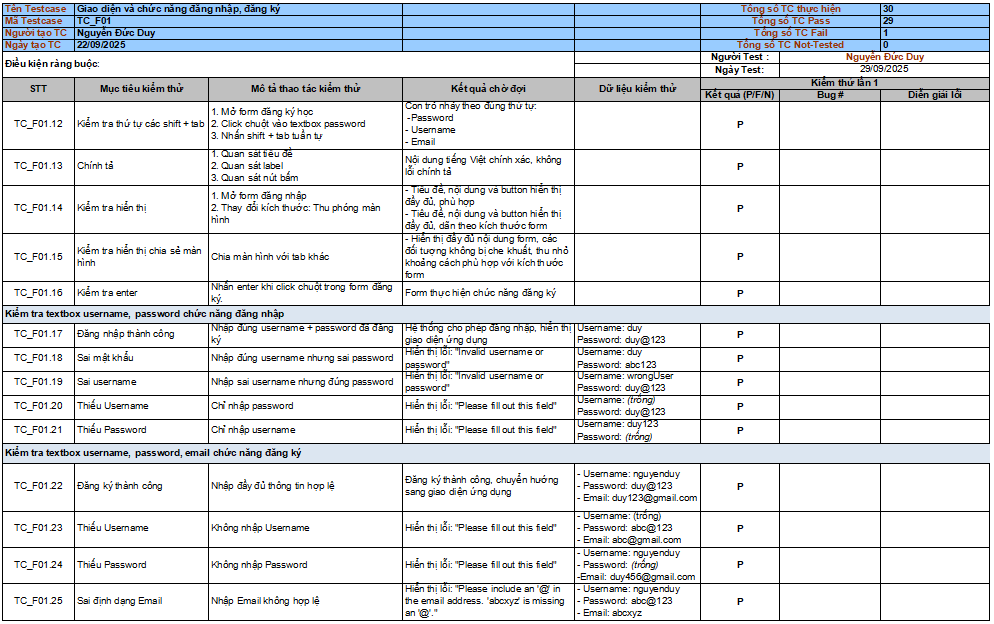 Tên Testcase Giao diện và chức năng đăng nhập, đăng ký Tổng số TC thực hiện 30
Mã Testcase TC_F01 Tổng số TC Pass 29
Người tạo TC Nguyễn Đức Duy Tổng số TC Fail 1
Ngày tạo TC 22/09/2025 Tổng số TC Not-Tested 0
Điều kiện ràng buộc: Người Test : Nguyễn Đức Duy
Ngày Test: 29/09/2025
STT Mục tiêu kiểm thử Mô tả thao tác kiểm thử Kết quả chờ đợi Dữ liệu kiểm thử Kiểm thử lần 1
Kết quả (P/F/N) Bug # Diễn giải lỗi
TC_F01.12 Kiểm tra thứ tự các shift + tab
1. Mở form đăng ký
2. Click chuột vào textbox password
3. Nhấn shift + tab tuần tự
Con trỏ nháy theo đúng thứ tự:
-Password
- Username
- Email
P
TC_F01.13 Chính tả
1. Quan sát tiêu đề
2. Quan sát label
3. Quan sát nút bấm
Nội dung tiếng Việt chính xác, không
lỗi chính tả
P
TC_F01.14 Kiểm tra hiển thị
1. Mở form đăng nhập
2. Thay đổi kích thước: Thu phóng màn
hình
- Tiêu đề, nội dung và button hiển thị
đầy đủ, phù hợp
- Tiêu đề, nội dung và button hiển thị
đầy đủ, dãn theo kích thước form
P
TC_F01.15 Kiểm tra hiển thị chia sẻ màn
hình
Chia màn hình với tab khác
- Hiển thị đầy đủ nội dung form, các
đối tượng không bị che khuất, thu nhỏ
khoảng cách phù hợp với kích thước
form
P
TC_F01.16 Kiểm tra enter
Nhấn enter khi click chuột trong form đăng
ký.
Form thực hiện chức năng đăng ký
P
Kiểm tra textbox username, password chức năng đăng nhập
TC_F01.17 Đăng nhập thành công
Nhập đúng username + password đã đăng
ký
Hệ thống cho phép đăng nhập, hiển thị
giao diện ứng dụng
Username: duy
Password: duy@123
P
TC_F01.18 Sai mật khẩu
Nhập đúng username nhưng sai password
Hiển thị lỗi: "Invalid username or
password"
Username: duy
Password: abc123
P
TC_F01.19 Sai username
Nhập sai username nhưng đúng password
Hiển thị lỗi: "Invalid username or
password"
Username: wrongUser
Password: duy@123
P
TC_F01.20 Thiếu Username
Chỉ nhập password
Hiển thị lỗi: "Please fill out this field"
Username: (trống)
Password: duy@123
P
TC_F01.21 Thiếu Password
Chỉ nhập username
Hiển thị lỗi: "Please fill out this field"
Username: duy123
Password: (trống)
P
Kiểm tra textbox username, password, email chức năng đăng ký
TC_F01.22 Đăng ký thành công
Nhập đầy đủ thông tin hợp lệ
Đăng ký thành công, chuyển hướng
sang giao diện ứng dụng
- Username: nguyenduy
- Password: duy@123
- Email: duy123@gmail.com
P
TC_F01.23 Thiếu Username
Không nhập Username
Hiển thị lỗi: "Please fill out this field"
- Username: (trống)
- Password: abc@123
- Email: abc@gmail.com
P
TC_F01.24 Thiếu Password
Không nhập Password
Hiển thị lỗi: "Please fill out this field"
- Username: nguyenduy
- Password: (trống)
-Email: duy456@gmail.com
P
TC_F01.25 Sai định dạng Email
Nhập Email không hợp lệ
Hiển thị lỗi: "Please include an '@' in
the email address. 'abcxyz' is missing
an '@'."
- Username: nguyenduy
- Password: abc@123
- Email: abcxyz
P